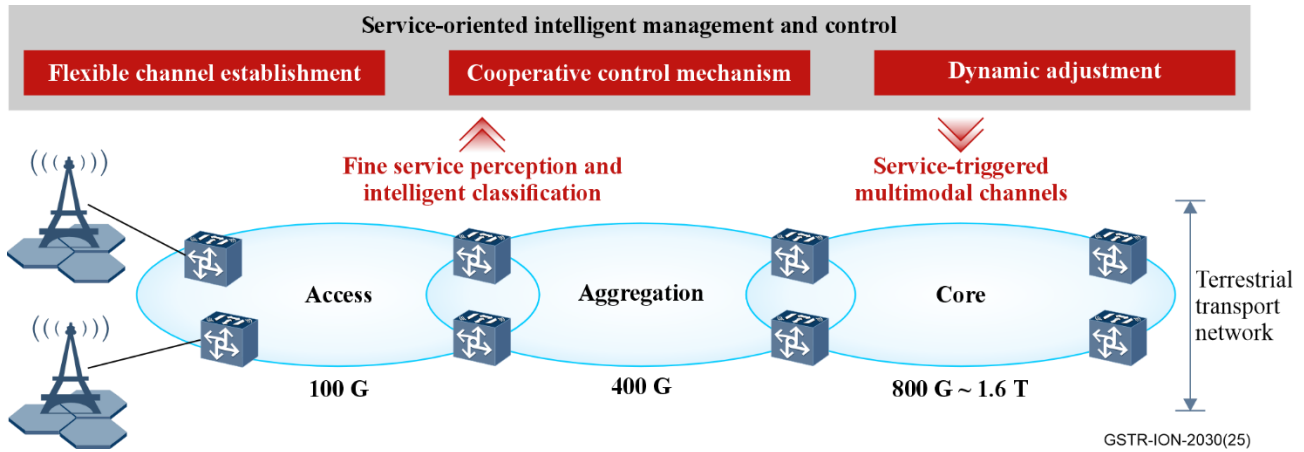 Service-oriented intelligent management and control
Flexible channel establishment
Cooperative control mechanism
Dynamic adjustment
Fine service perception and
intelligent classification
Service-triggered
multimodal channels
Access
Aggregation
Core
Terrestrial
transport
network
100 G
400 G
800 G ~ 1.6 T
GSTR-ION-2030(25)